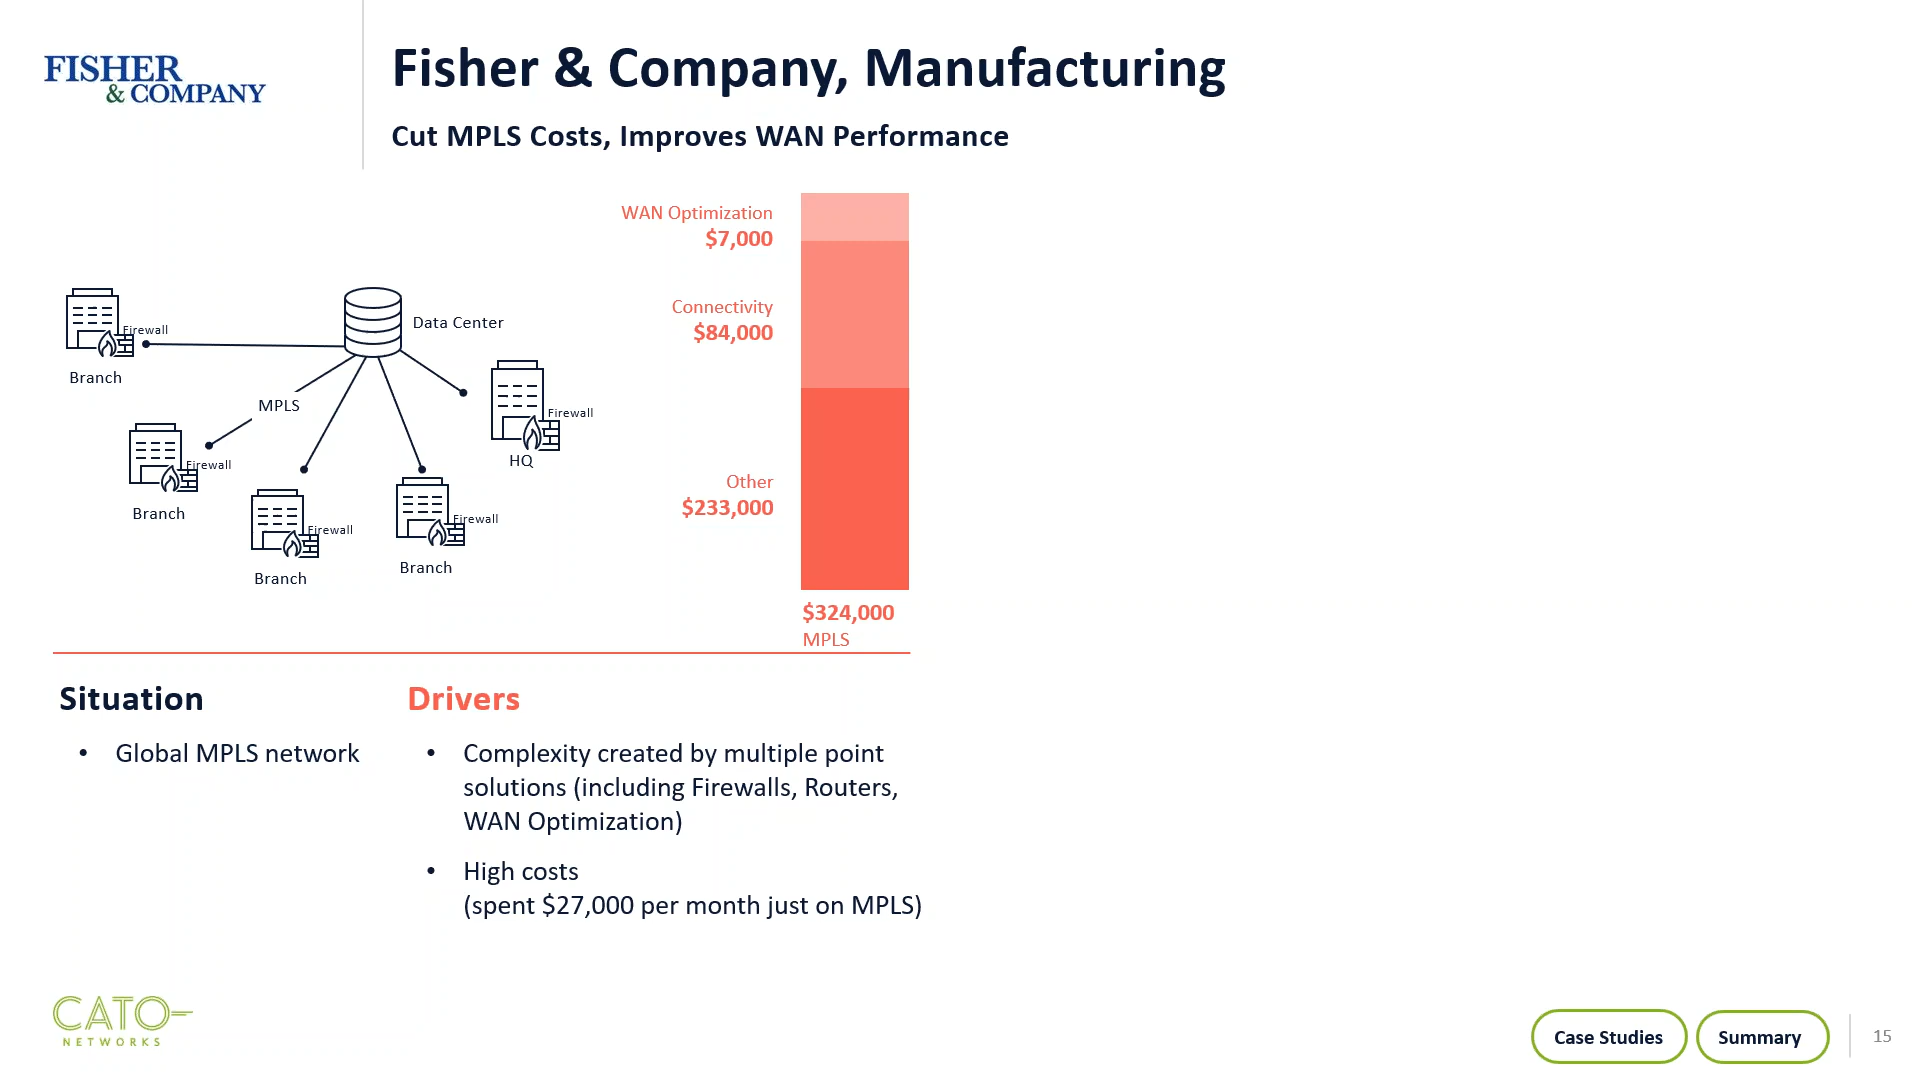 FISHER
& COMPANY
Fisher & Company, Manufacturing
Cut MPLS Costs, Improves WAN Performance
Firewall
Branch
Data Center
MPLS
Firewall
Branch
Firewall
Branch
Firewall
Branch
Firewall
HQ
WAN Optimization
$7,000
Connectivity
$84,000
Other
$233,000
$324,000
MPLS
Situation
• Global MPLS network
Drivers
• Complexity created by multiple point
solutions (including Firewalls, Routers,
WAN Optimization)
• High costs
(spent $27,000 per month just on MPLS)
CATO
NETWORKS
Case Studies
Summary
15